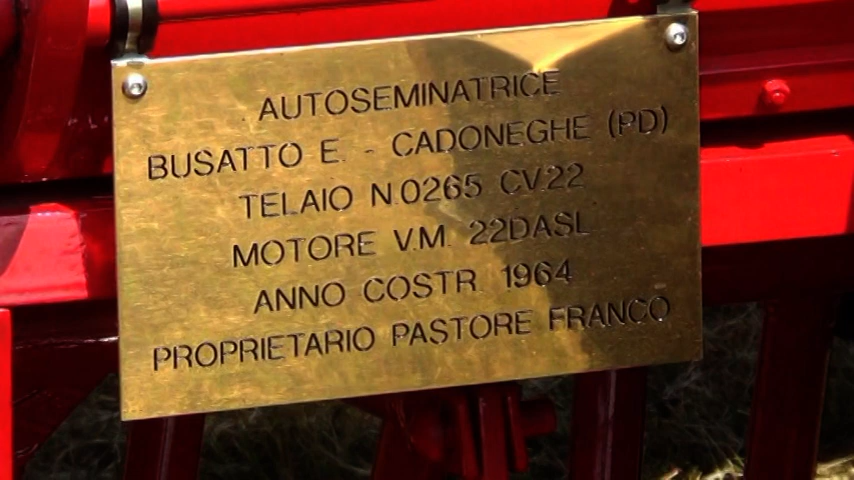 AUTOSEMINATRICE
BUSATTO E. - CADONEGHE (PD)
TELAIO N.0265 CV.22
MOTORE V.M. 22DASL
ANNO COSTR. 1964
PROPRIETARIO PASTORE FRANCO